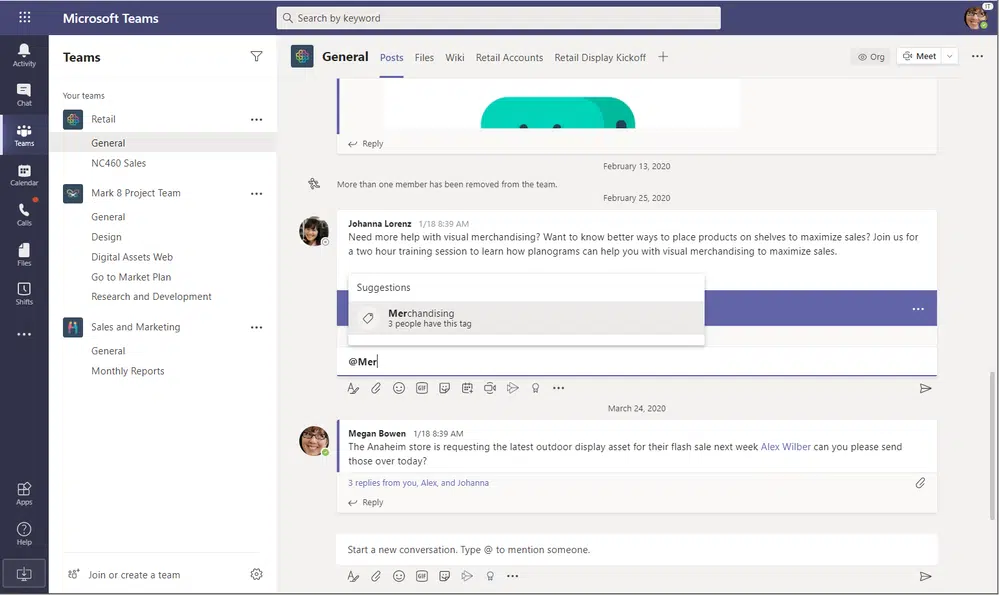 Microsoft Teams
Search by keyword
IT
Activity
Chat
Teams
Calendar
Calls
Files
Shifts
Apps
Help
Teams
Your teams
Retail
General
NC460 Sales
Mark 8 Project Team
General
Design
Digital Assets Web
Go to Market Plan
Research and Development
Sales and Marketing
General
Monthly Reports
Join or create a team
General Posts Files Wiki Retail Accounts Retail Display Kickoff
Org Meet
Reply
February 13, 2020
More than one member has been removed from the team.
February 25, 2020
Johanna Lorenz 1/18 8:39 AM
Need more help with visual merchandising? Want to know better ways to place products on shelves to maximize sales? Join us for
a two hour training session to learn how planograms can help you with visual merchandising to maximize sales.
Suggestions
Merchandising
3 people have this tag
@Mer
GIF
March 24, 2020
Megan Bowen 1/18 8:39 AM
The Anaheim store is requesting the latest outdoor display asset for their flash sale next week Alex Wilber can you please send
those over today?
3 replies from you, Alex, and Johanna
Reply
Start a new conversation. Type @ to mention someone.
GIF